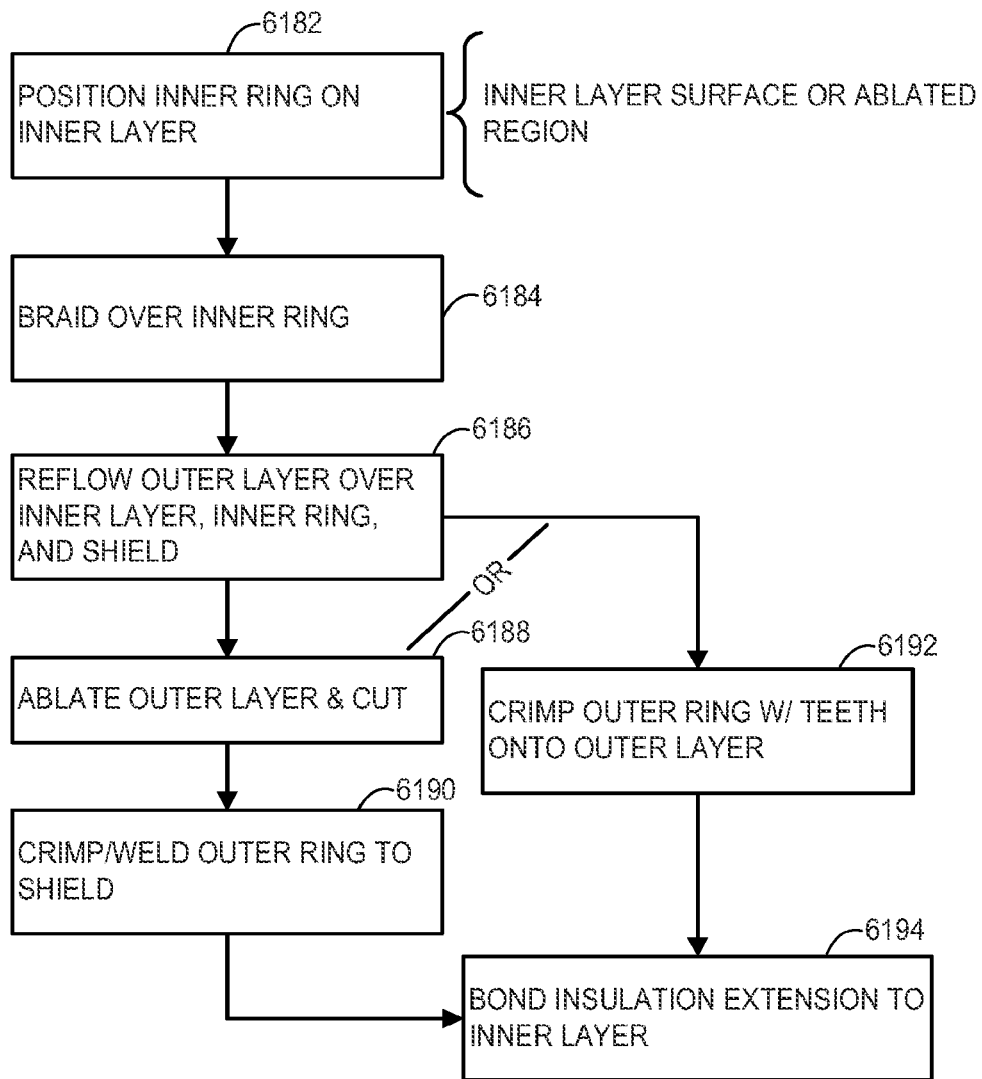 6182
POSITION INNER RING ON
INNER LAYER
INNER LAYER SURFACE OR ABLATED
REGION
6184
BRAID OVER INNER RING
6186
REFLOW OUTER LAYER OVER
INNER LAYER, INNER RING,
AND SHIELD
OR
6188
ABLATE OUTER LAYER & CUT
6192
CRIMP OUTER RING W/ TEETH
ONTO OUTER LAYER
6190
CRIMP/WELD OUTER RING TO
SHIELD
6194
BOND INSULATION EXTENSION TO
INNER LAYER